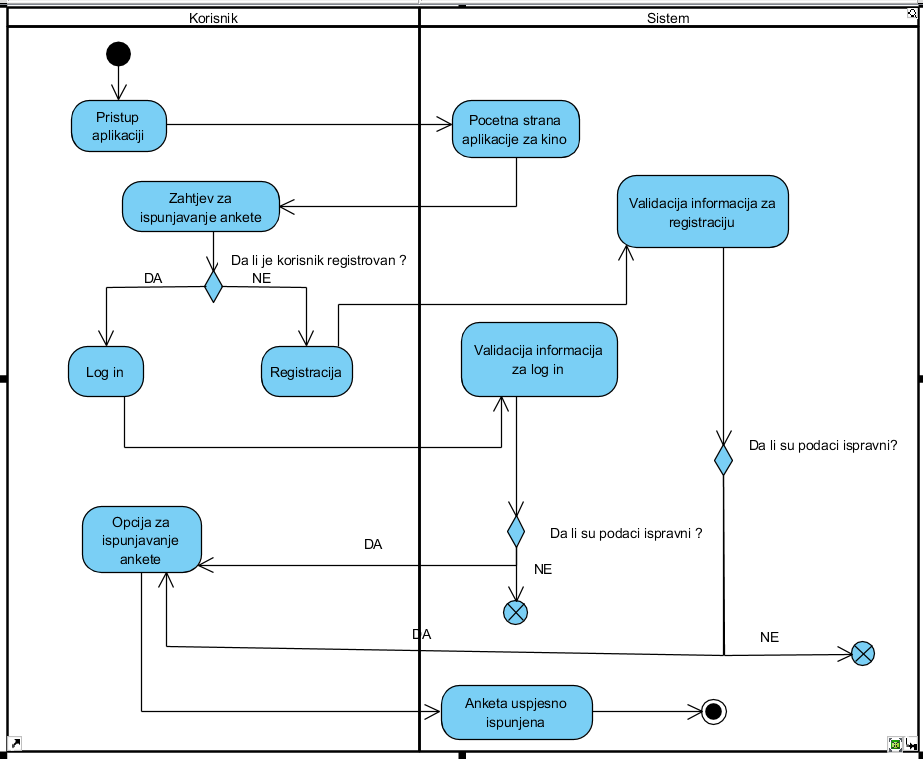 Korisnik
Sistem
Pristup
aplikaciji
Pocetna strana
aplikacije za kino
Zahtjev za
ispunjavanje ankete
Validacija informacija za
registraciju
Da li je korisnik registrovan ?
DA
NE
Log in
Registracija
Validacija informacija
za log in
Da li su podaci ispravni?
Opcija za
ispunjavanje
ankete
Da li su podaci ispravni ?
DA
NE
DA
NE
Anketa uspjesno
ispunjena